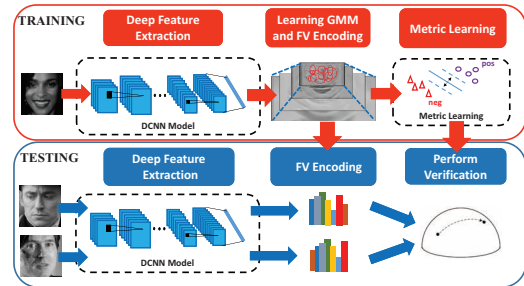 TRAINING
Deep Feature
Extraction
Learning GMM
and FV Encoding
Metric Learning
DCNN Model
pos
neg
Metric Learning
TESTING
Deep Feature
Extraction
FV Encoding
Perform
Verification
DCNN Model